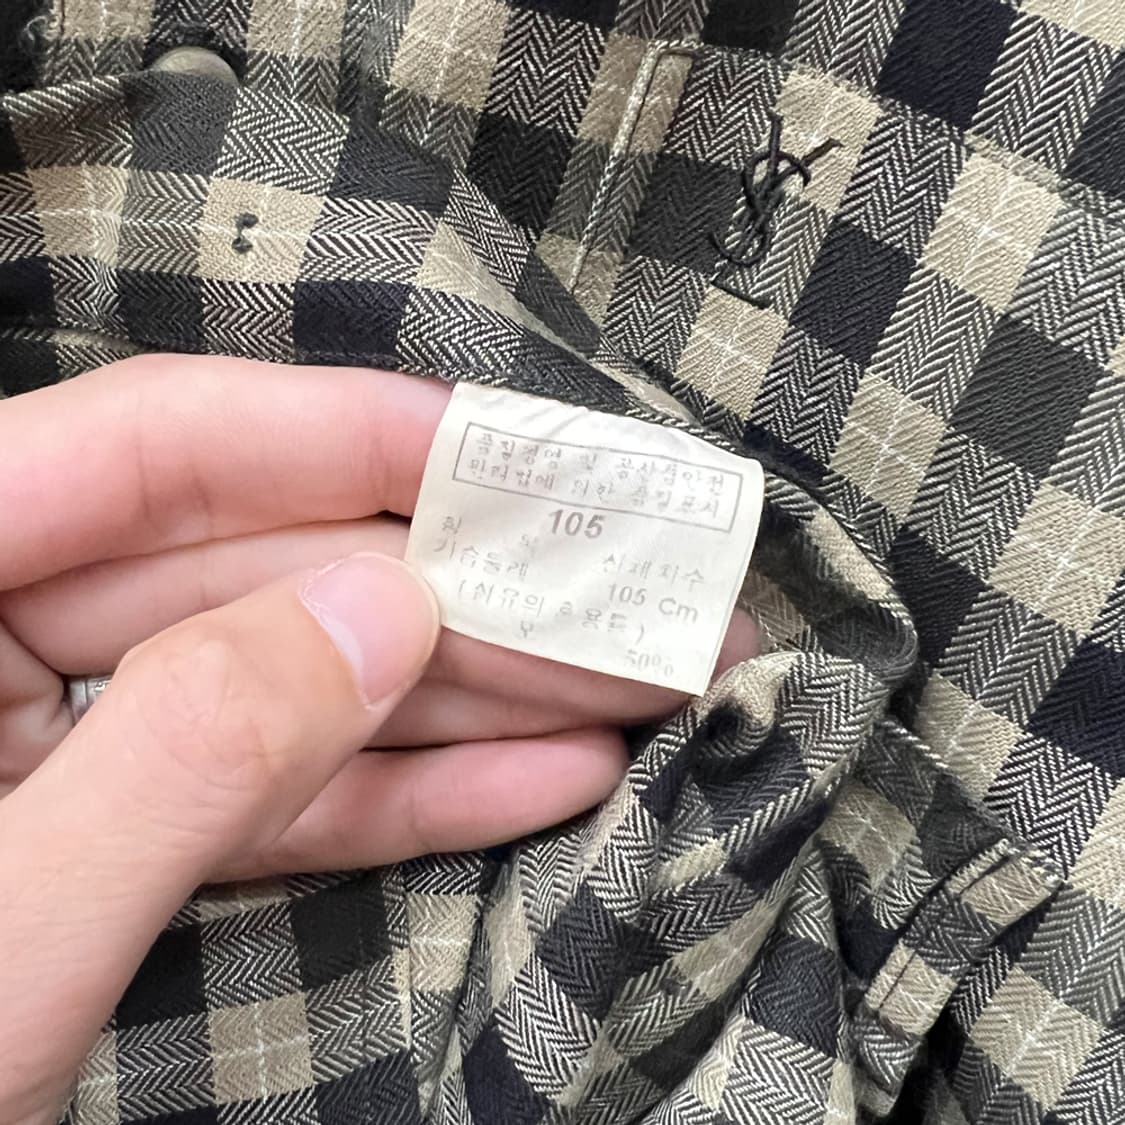 YSL
품질경영 및 공산품안전
관리법에 의한 품질표시
105
가슴둘레 신체치수
105 Cm
(섬유의 혼용률)
모 50%